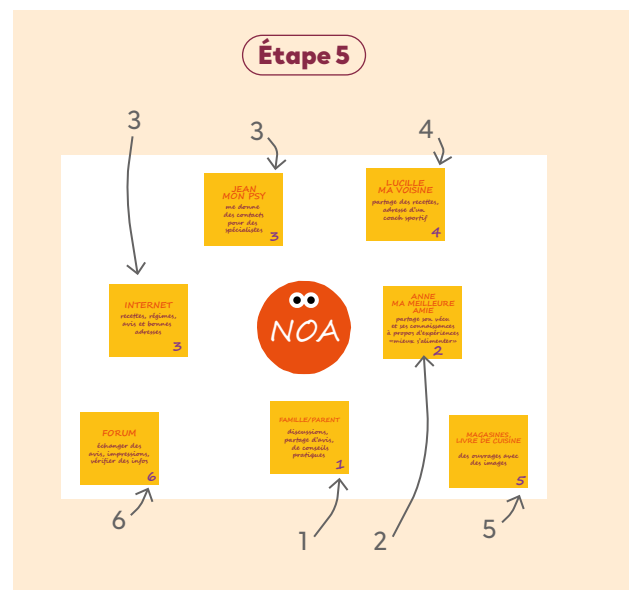 Étape 5
3
3
4
JEAN
MON PSY
me donne
des contacts
pour des
spécialistes
3
LUCILLE
MA VOISINE
partage des recettes,
adresse d'un
coach sportif
4
INTERNET
recettes, régimes,
avis et bonnes
adresses
3
NOA
ANNE
MA MEILLEURE
AMIE
partage son vécu
et ses connaissances
à propos d'expériences
«mieux s'alimenter»
2
FORUM
échanger des
avis, impressions,
vérifier des infos
6
FAMILLE/PARENT
discussions,
partage d'avis,
de conseils
pratiques
1
MAGASINES,
LIVRE DE CUISINE
des ouvrages avec
des images
5
6
1
2
5